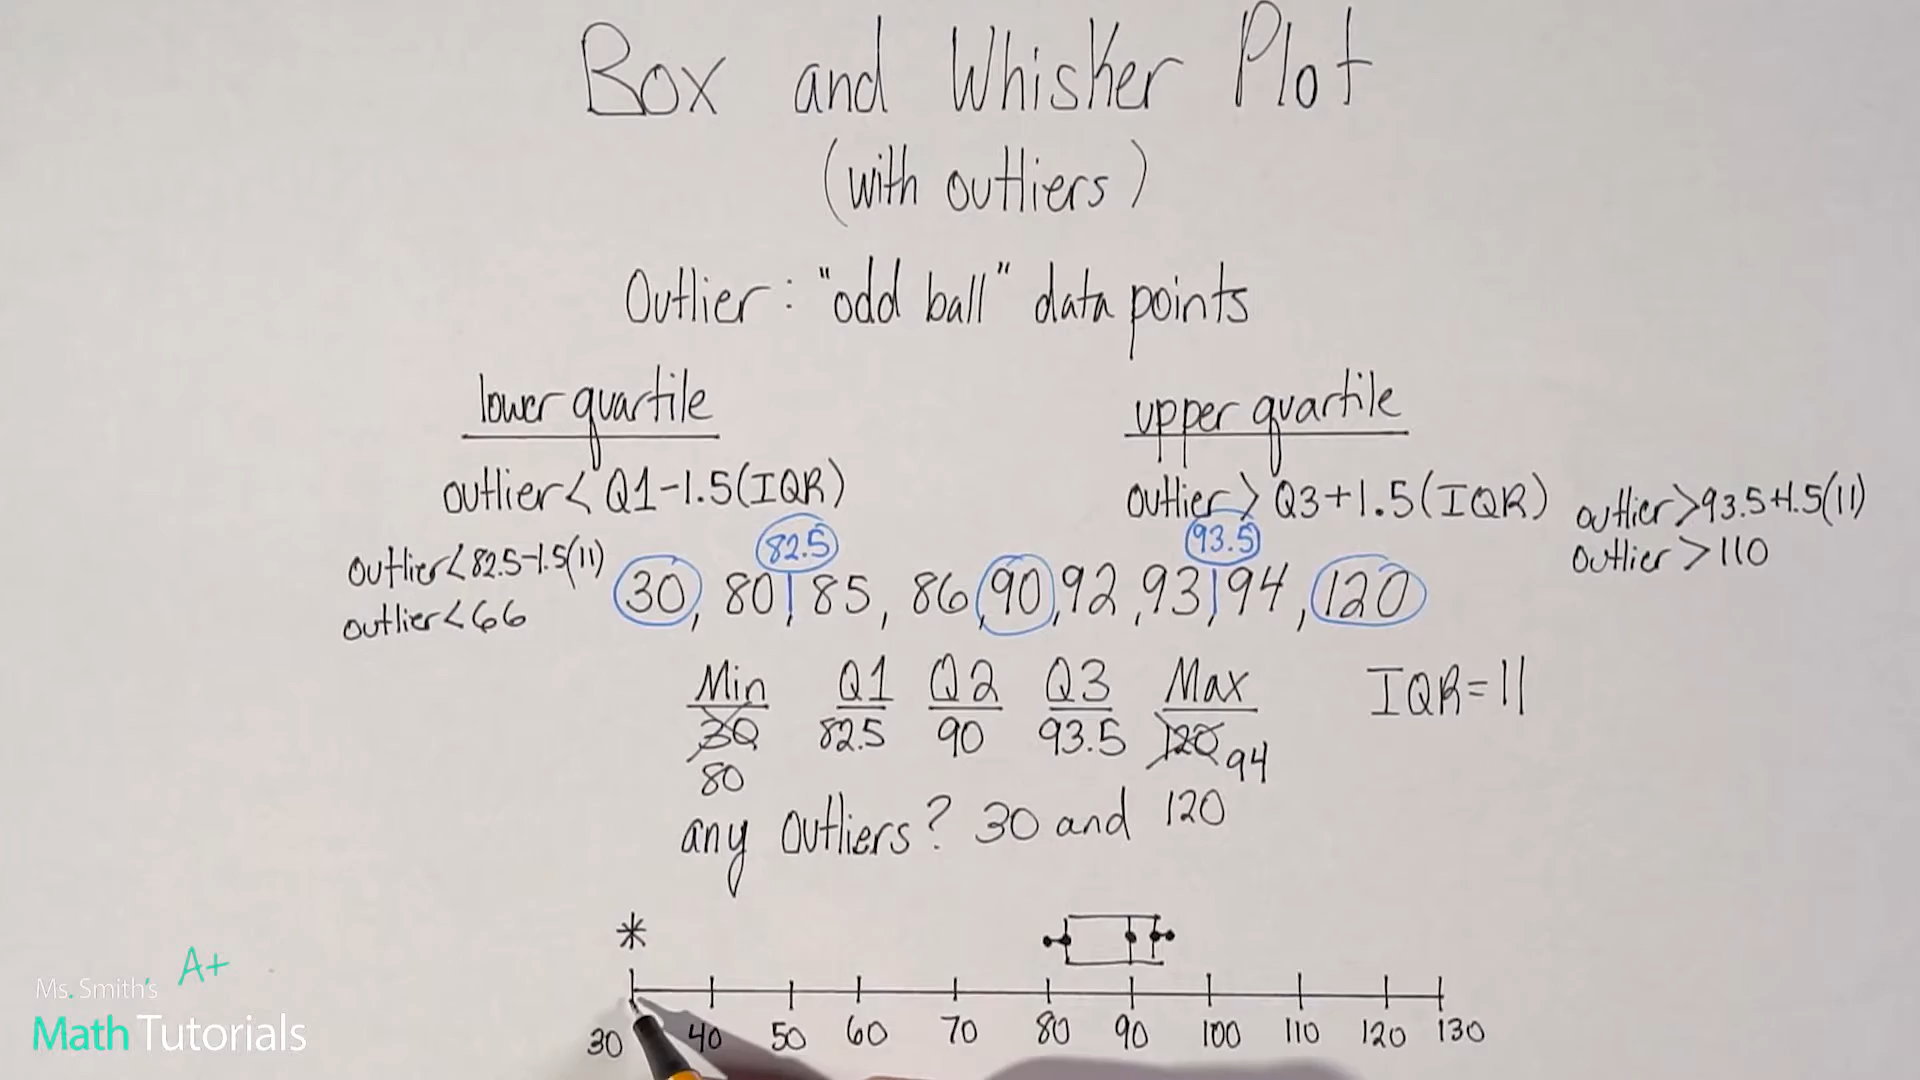 Box and Whisker Plot
(with outliers)
Outlier: "odd ball" data points
lower quartile
upper quartile
outlier < Q1-1.5(IQR)
outlier > Q3+1.5(IQR)
outlier>93.5+1.5(11)
outlier >110
82.5
93.5
outlier<82.5-1.5(11)
outlier<66
30, 80, 85, 86, 90, 92, 93, 94, 120
Min Q1 Q2 Q3 Max
30 82.5 90 93.5 120 94
80
IQR=11
any outliers? 30 and 120
30 40 50 60 70 80 90 100 110 120 130
Ms. Smith's A+
Math Tutorials